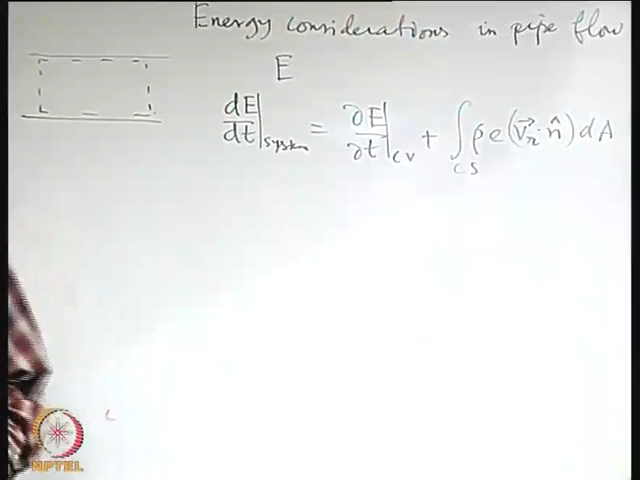 Energy considerations in pipe flow
E
dE/dt|system = ∂E/∂t|CV + ∫CS ρe(V⃗r·n̂)dA
NPTEL